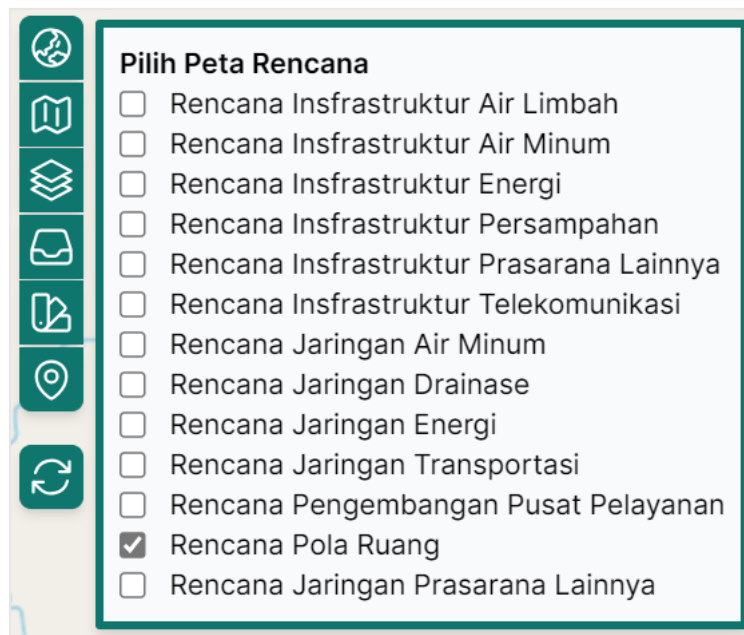 Pilih Peta Rencana
Rencana Insfrastruktur Air Limbah
Rencana Insfrastruktur Air Minum
Rencana Insfrastruktur Energi
Rencana Insfrastruktur Persampahan
Rencana Insfrastruktur Prasarana Lainnya
Rencana Insfrastruktur Telekomunikasi
Rencana Jaringan Air Minum
Rencana Jaringan Drainase
Rencana Jaringan Energi
Rencana Jaringan Transportasi
Rencana Pengembangan Pusat Pelayanan
Rencana Pola Ruang
Rencana Jaringan Prasarana Lainnya